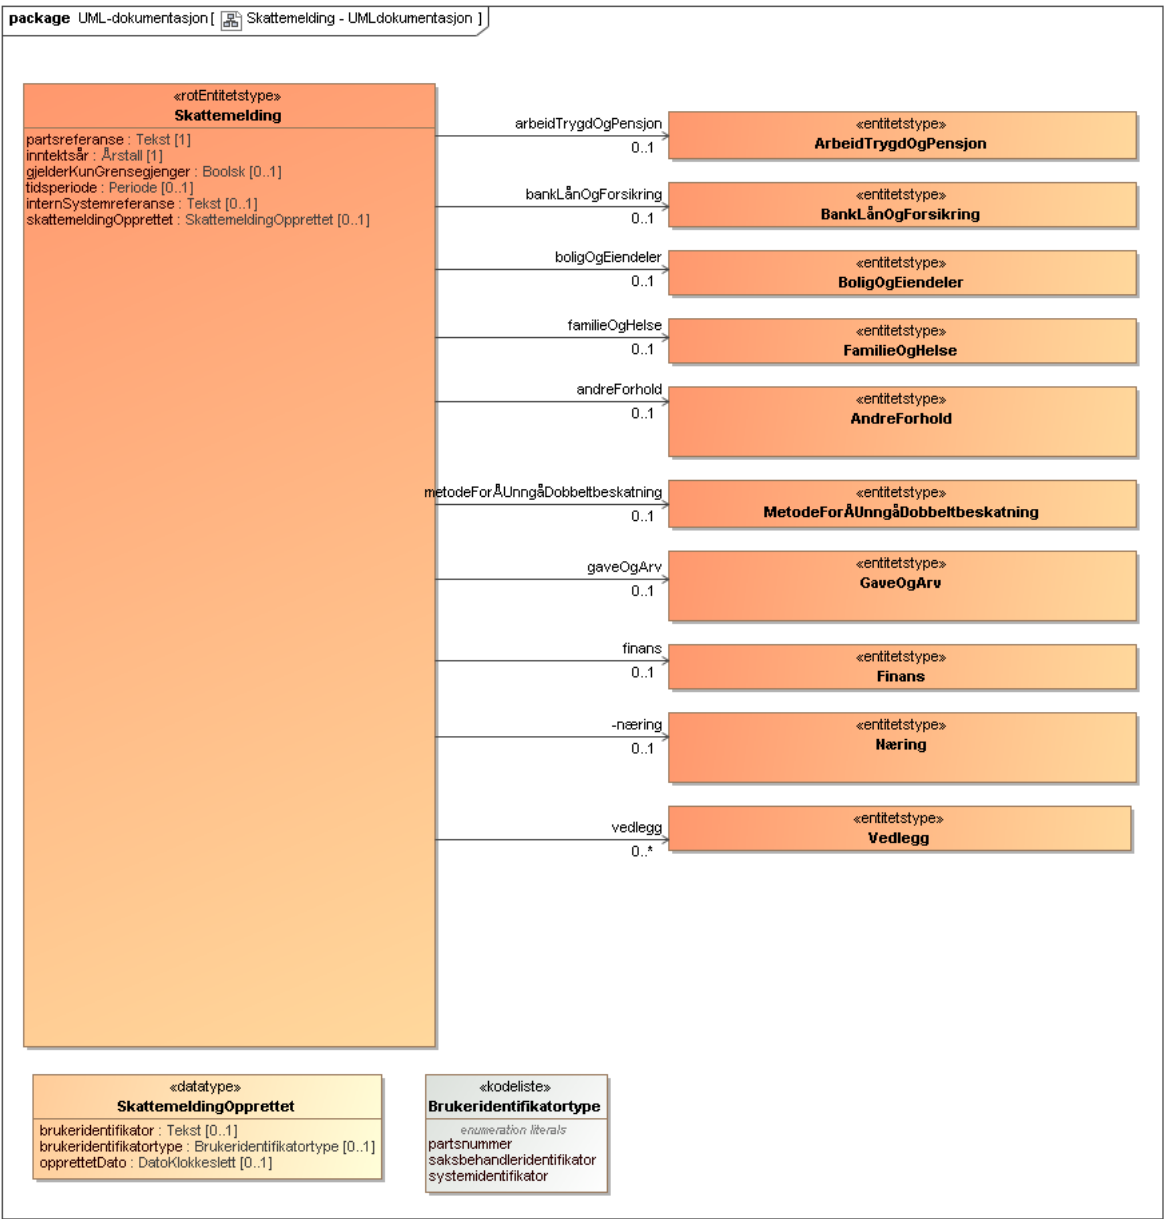 package UML-dokumentasjon [ Skattemelding - UMLdokumentasjon ]
«rotEntitetstype»
Skattemelding
partsreferanse : Tekst [1]
inntektsår : Årstall [1]
gjelderKunGrensegjenger : Boolsk [0..1]
tidsperiode : Periode [0..1]
internSystemreferanse : Tekst [0..1]
skattemeldingOpprettet : SkattemeldingOpprettet [0..1]
arbeidTrygdOgPensjon
0..1
«entitetstype»
ArbeidTrygdOgPensjon
bankLånOgForsikring
0..1
«entitetstype»
BankLånOgForsikring
boligOgEiendeler
0..1
«entitetstype»
BoligOgEiendeler
familieOgHelse
0..1
«entitetstype»
FamilieOgHelse
andreForhold
0..1
«entitetstype»
AndreForhold
metodeForÅUnngåDobbeltbeskatning
0..1
«entitetstype»
MetodeForÅUnngåDobbeltbeskatning
gaveOgArv
0..1
«entitetstype»
GaveOgArv
finans
0..1
«entitetstype»
Finans
-næring
0..1
«entitetstype»
Næring
vedlegg
0..*
«entitetstype»
Vedlegg
«datatype»
SkattemeldingOpprettet
brukeridentifikator : Tekst [0..1]
brukeridentifikatortype : Brukeridentifikatortype [0..1]
opprettetDato : DatoKlokkeslett [0..1]
«kodeliste»
Brukeridentifikatortype
enumeration literals
partsnummer
saksbehandleridentifikator
systemidentifikator